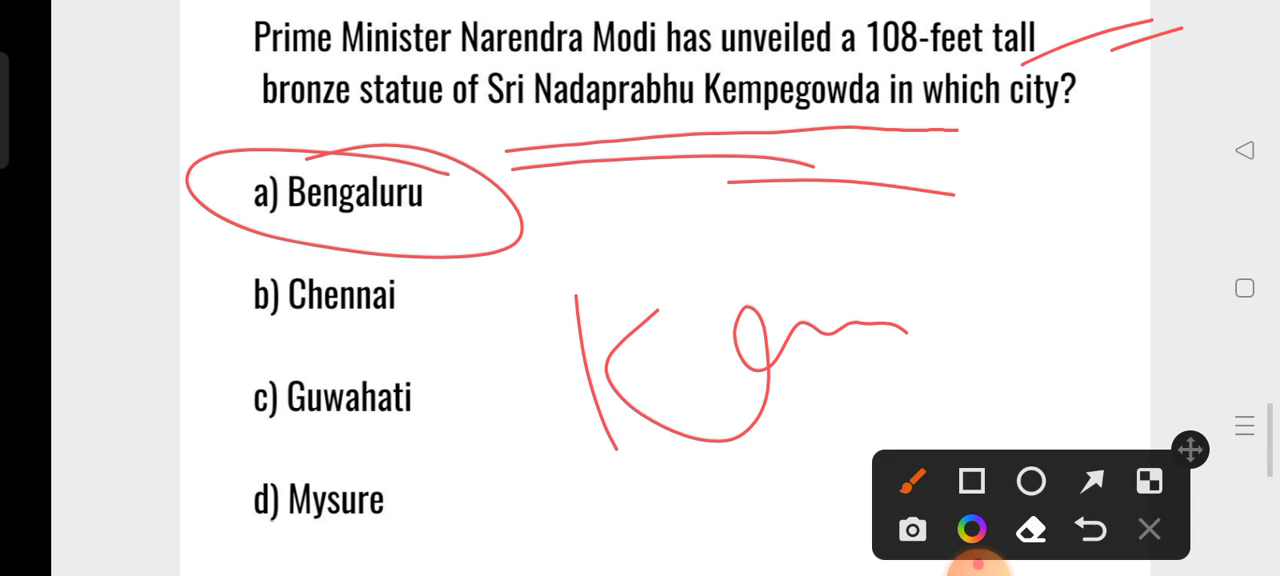 Prime Minister Narendra Modi has unveiled a 108-feet tall
bronze statue of Sri Nadaprabhu Kempegowda in which city?
a) Bengaluru
b) Chennai
c) Guwahati
d) Mysure